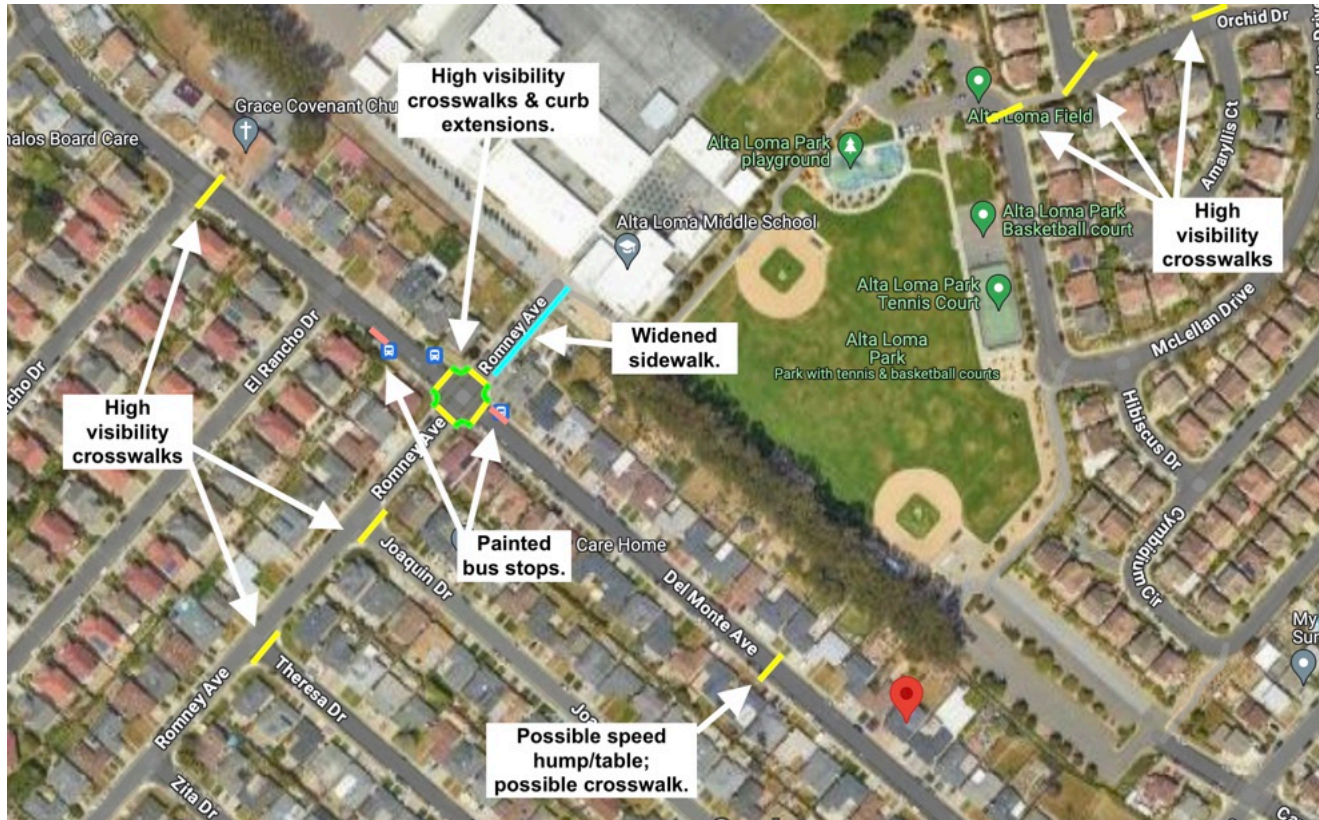 Orchid Dr
High visibility
crosswalks & curb
extensions.
Grace Covenant Chu
nalos Board Care
Alta Loma Field
Alta Loma Park
playground
Amaryllis Ct
Alta Loma Middle School
Alta Loma Park
Basketball court
High
visibility
crosswalks
Alta Loma Park
Tennis Court
Romney Ave
El Rancho Dr
Widened
sidewalk.
Alta Loma
Park
Park with tennis & basketball courts
McLellan Drive
ncho Dr
High
visibility
crosswalks
Hibiscus Dr
Romney Ave
Painted
bus stops.
Care Home
Joaquin Dr
Cymbidium Cir
Del Monte Ave
My
Sur
Theresa Dr
Romney Ave
Joa
Possible speed
hump/table;
possible crosswalk.
Zita Dr
Ca